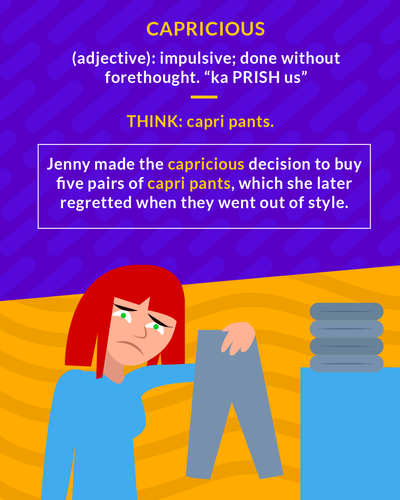 CAPRICIOUS
(adjective): impulsive; done without
forethought. “ka PRISH us”
THINK: capri pants.
Jenny made the capricious decision to buy
five pairs of capri pants, which she later
regretted when they went out of style.